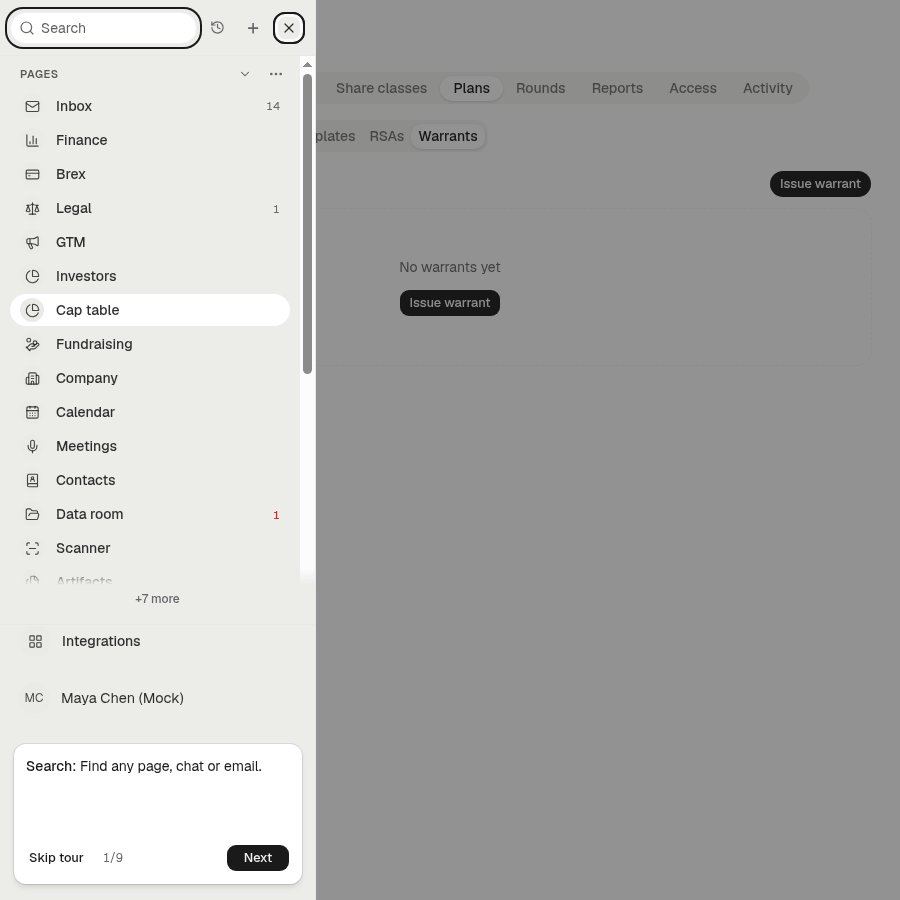 Search
PAGES
Inbox 14
Finance
Brex
Legal 1
GTM
Investors
Cap table
Fundraising
Company
Calendar
Meetings
Contacts
Data room 1
Scanner
Artifacts
+7 more
Integrations
MC Maya Chen (Mock)
Search: Find any page, chat or email.
Skip tour 1/9 Next
Share classes Plans Rounds Reports Access Activity
plates RSAs Warrants
Issue warrant
No warrants yet
Issue warrant